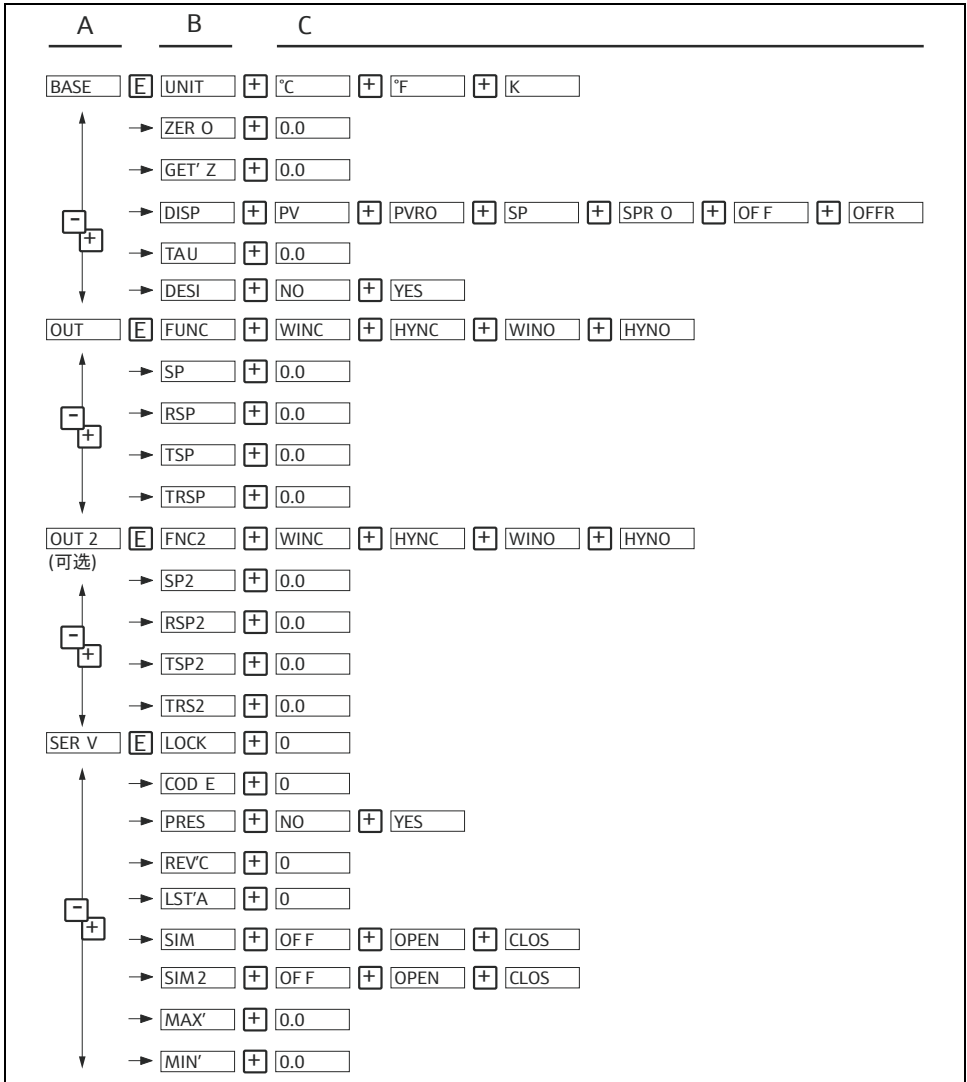 A B C
BASE E UNIT + °C + °F + K
ZER O + 0.0
GET' Z + 0.0
DISP + PV + PVRO + SP + SPR O + OF F + OFFR
- +
TAU + 0.0
DESI + NO + YES
OUT E FUNC + WINC + HYNC + WINO + HYNO
SP + 0.0
RSP + 0.0
- +
TSP + 0.0
TRSP + 0.0
OUT 2 E FNC2 + WINC + HYNC + WINO + HYNO
(可选)
SP2 + 0.0
RSP2 + 0.0
- +
TSP2 + 0.0
TRS2 + 0.0
SER V E LOCK + 0
COD E + 0
PRES + NO + YES
REV'C + 0
LST'A + 0
- +
SIM + OF F + OPEN + CLOS
SIM 2 + OF F + OPEN + CLOS
MAX' + 0.0
MIN' + 0.0